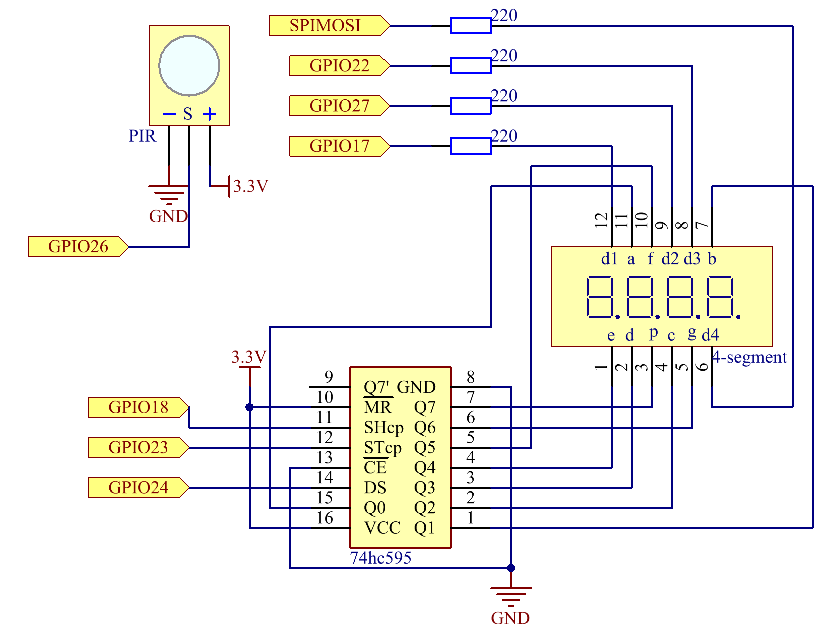 SPIMOSI 220
GPIO22 220
GPIO27 220
GPIO17 220
− S +
PIR
3.3V
GND
GPIO26
12 11 10 9 8 7
d1 a f d2 d3 b
e d p c g d4
4-segment
1 2 3 4 5 6
3.3V
9 Q7' GND 8
10 MR Q7 7
GPIO18
11 SHcp Q6 6
12 STcp Q5 5
GPIO23
13 CE Q4 4
14 DS Q3 3
GPIO24
15 Q0 Q2 2
16 VCC Q1 1
74hc595
GND